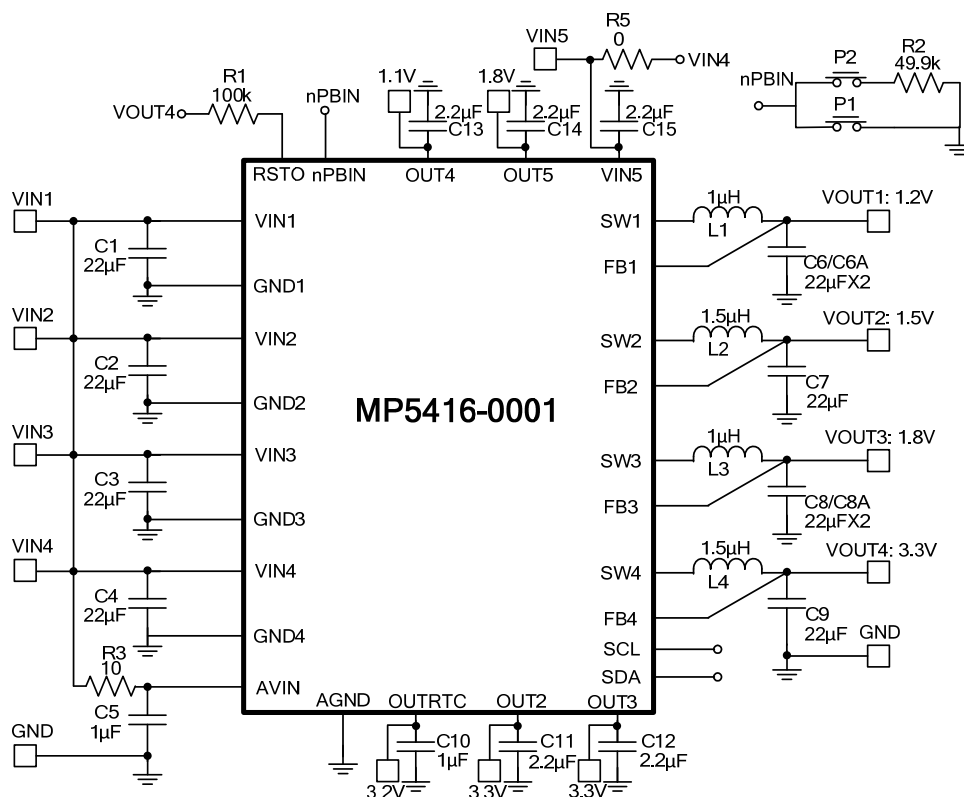 VIN5
R5
0
VIN4
R1
100k
VOUT4
nPBIN
1.1V
2.2µF
C13
1.8V
2.2µF
C14
2.2µF
C15
nPBIN
P2
R2
49.9k
P1
RSTO
nPBIN
OUT4
OUT5
VIN5
VIN1
C1
22µF
VIN1
GND1
VIN2
C2
22µF
VIN2
GND2
VIN3
C3
22µF
VIN3
GND3
VIN4
C4
22µF
VIN4
GND4
R3
10
AVIN
C5
1µF
GND
MP5416-0001
SW1
1µH
L1
VOUT1: 1.2V
FB1
C6/C6A
22µFX2
SW2
1.5µH
L2
VOUT2: 1.5V
FB2
C7
22µF
SW3
1µH
L3
VOUT3: 1.8V
FB3
C8/C8A
22µFX2
SW4
1.5µH
L4
VOUT4: 3.3V
FB4
C9
22µF
GND
SCL
SDA
AGND
OUTRTC
OUT2
OUT3
C10
1µF
3.2V
C11
2.2µF
3.3V
C12
2.2µF
3.3V